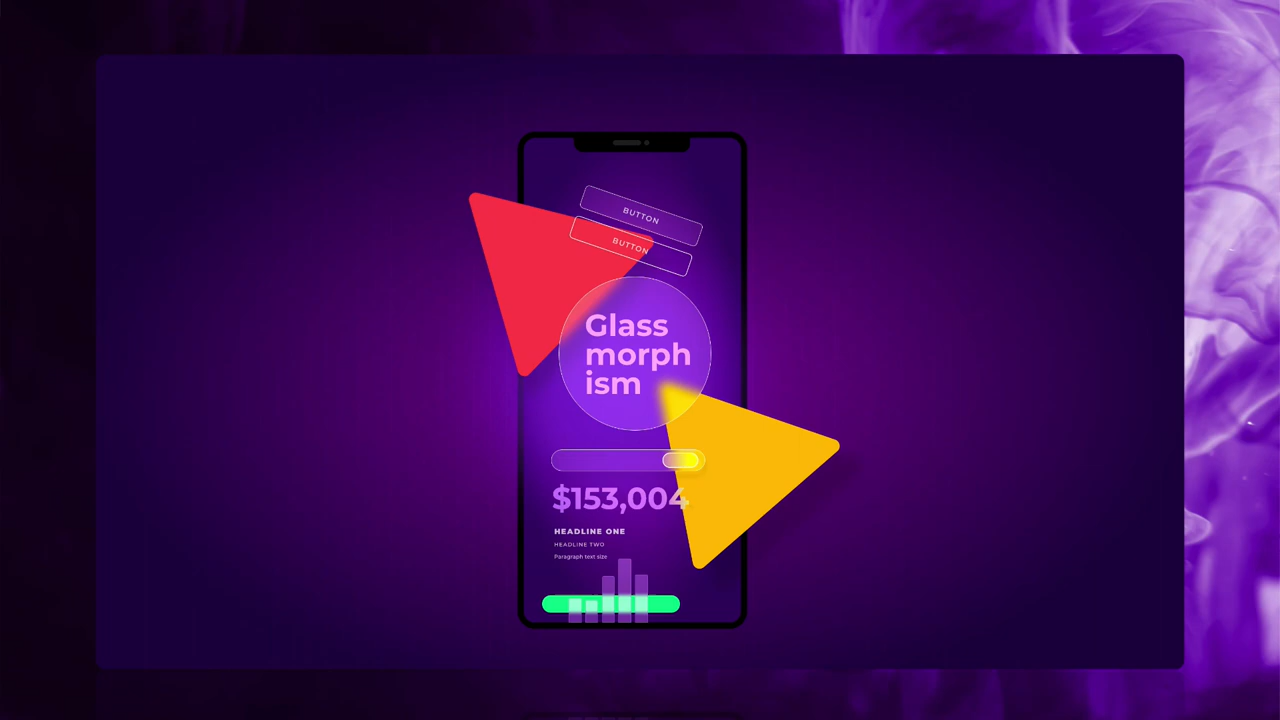 BUTTON
BUTTON
Glass
morph
ism
$153,004
HEADLINE ONE
HEADLINE TWO
Paragraph text size